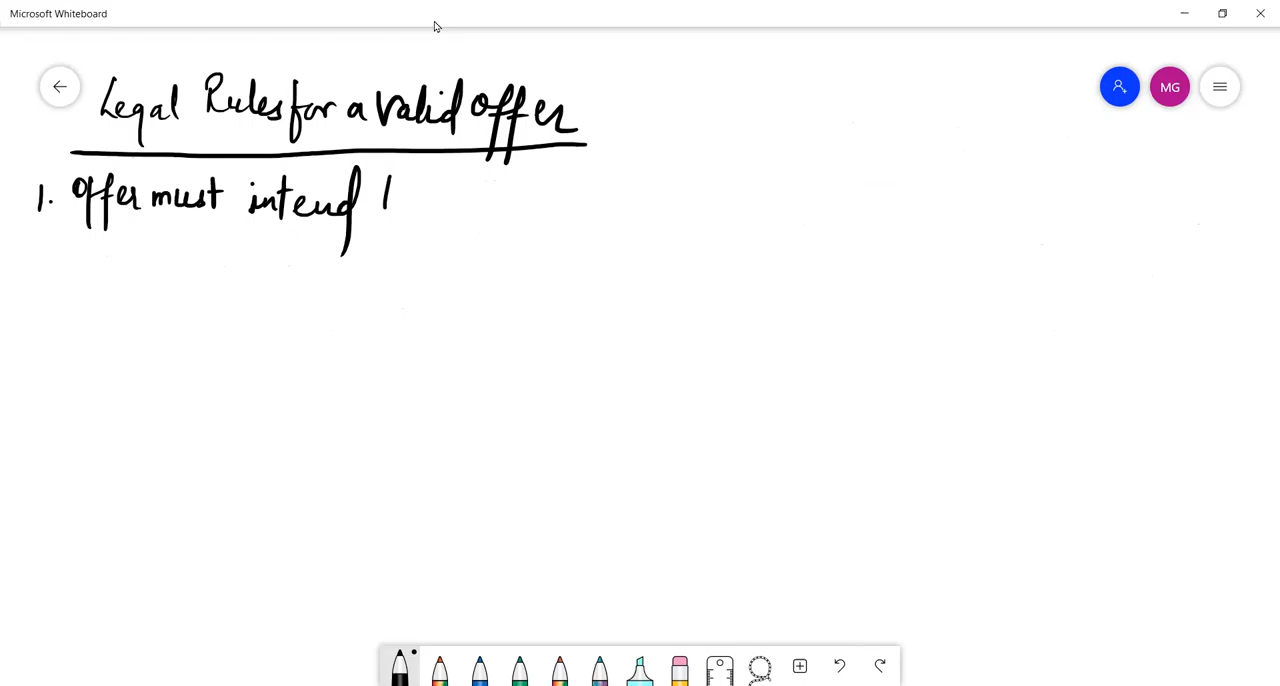 Microsoft Whiteboard
Legal Rules for a valid offer
MG
1. Offer must intend